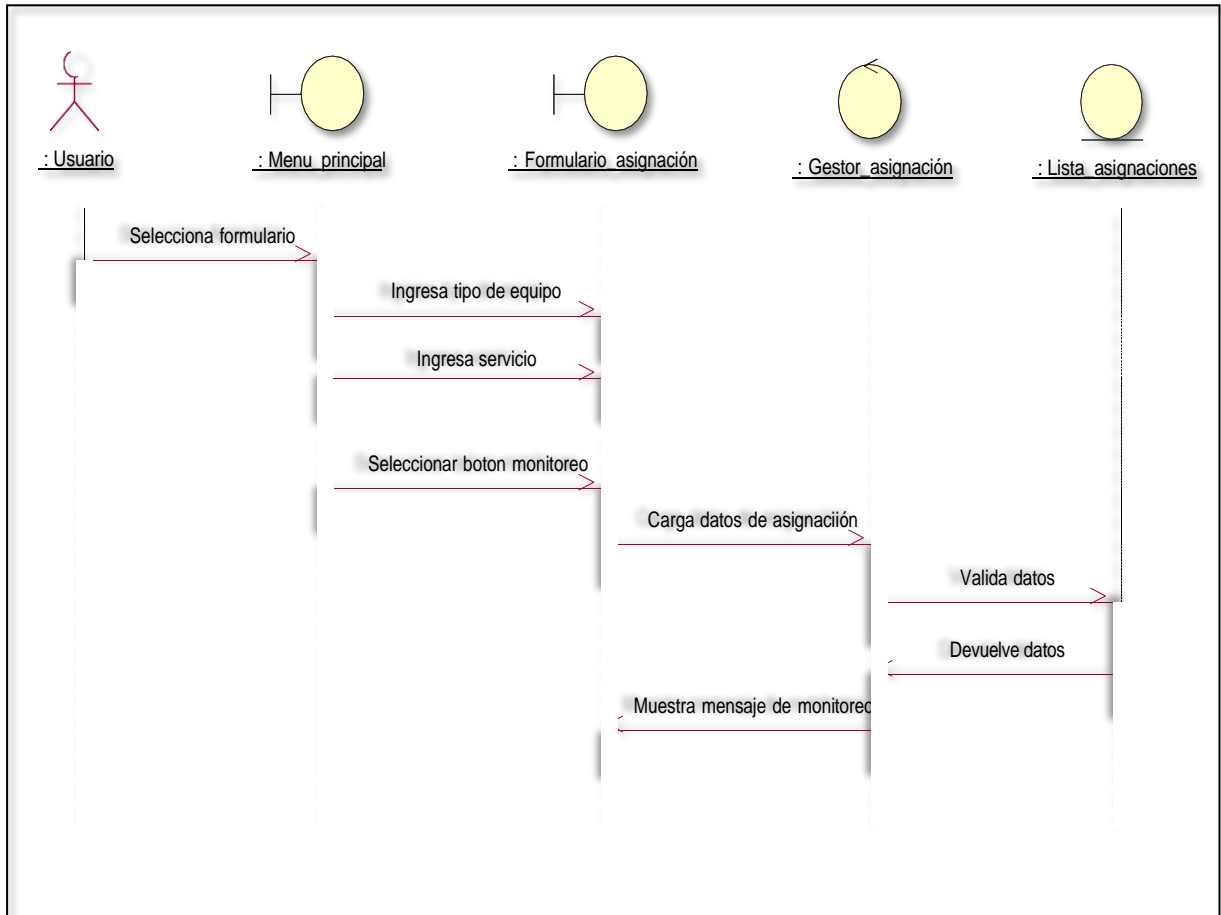 : Usuario
: Menu_principal
: Formulario_asignación
: Gestor_asignación
: Lista_asignaciones
Selecciona formulario
Ingresa tipo de equipo
Ingresa servicio
Seleccionar boton monitoreo
Carga datos de asignaciión
Valida datos
Devuelve datos
Muestra mensaje de monitoreo